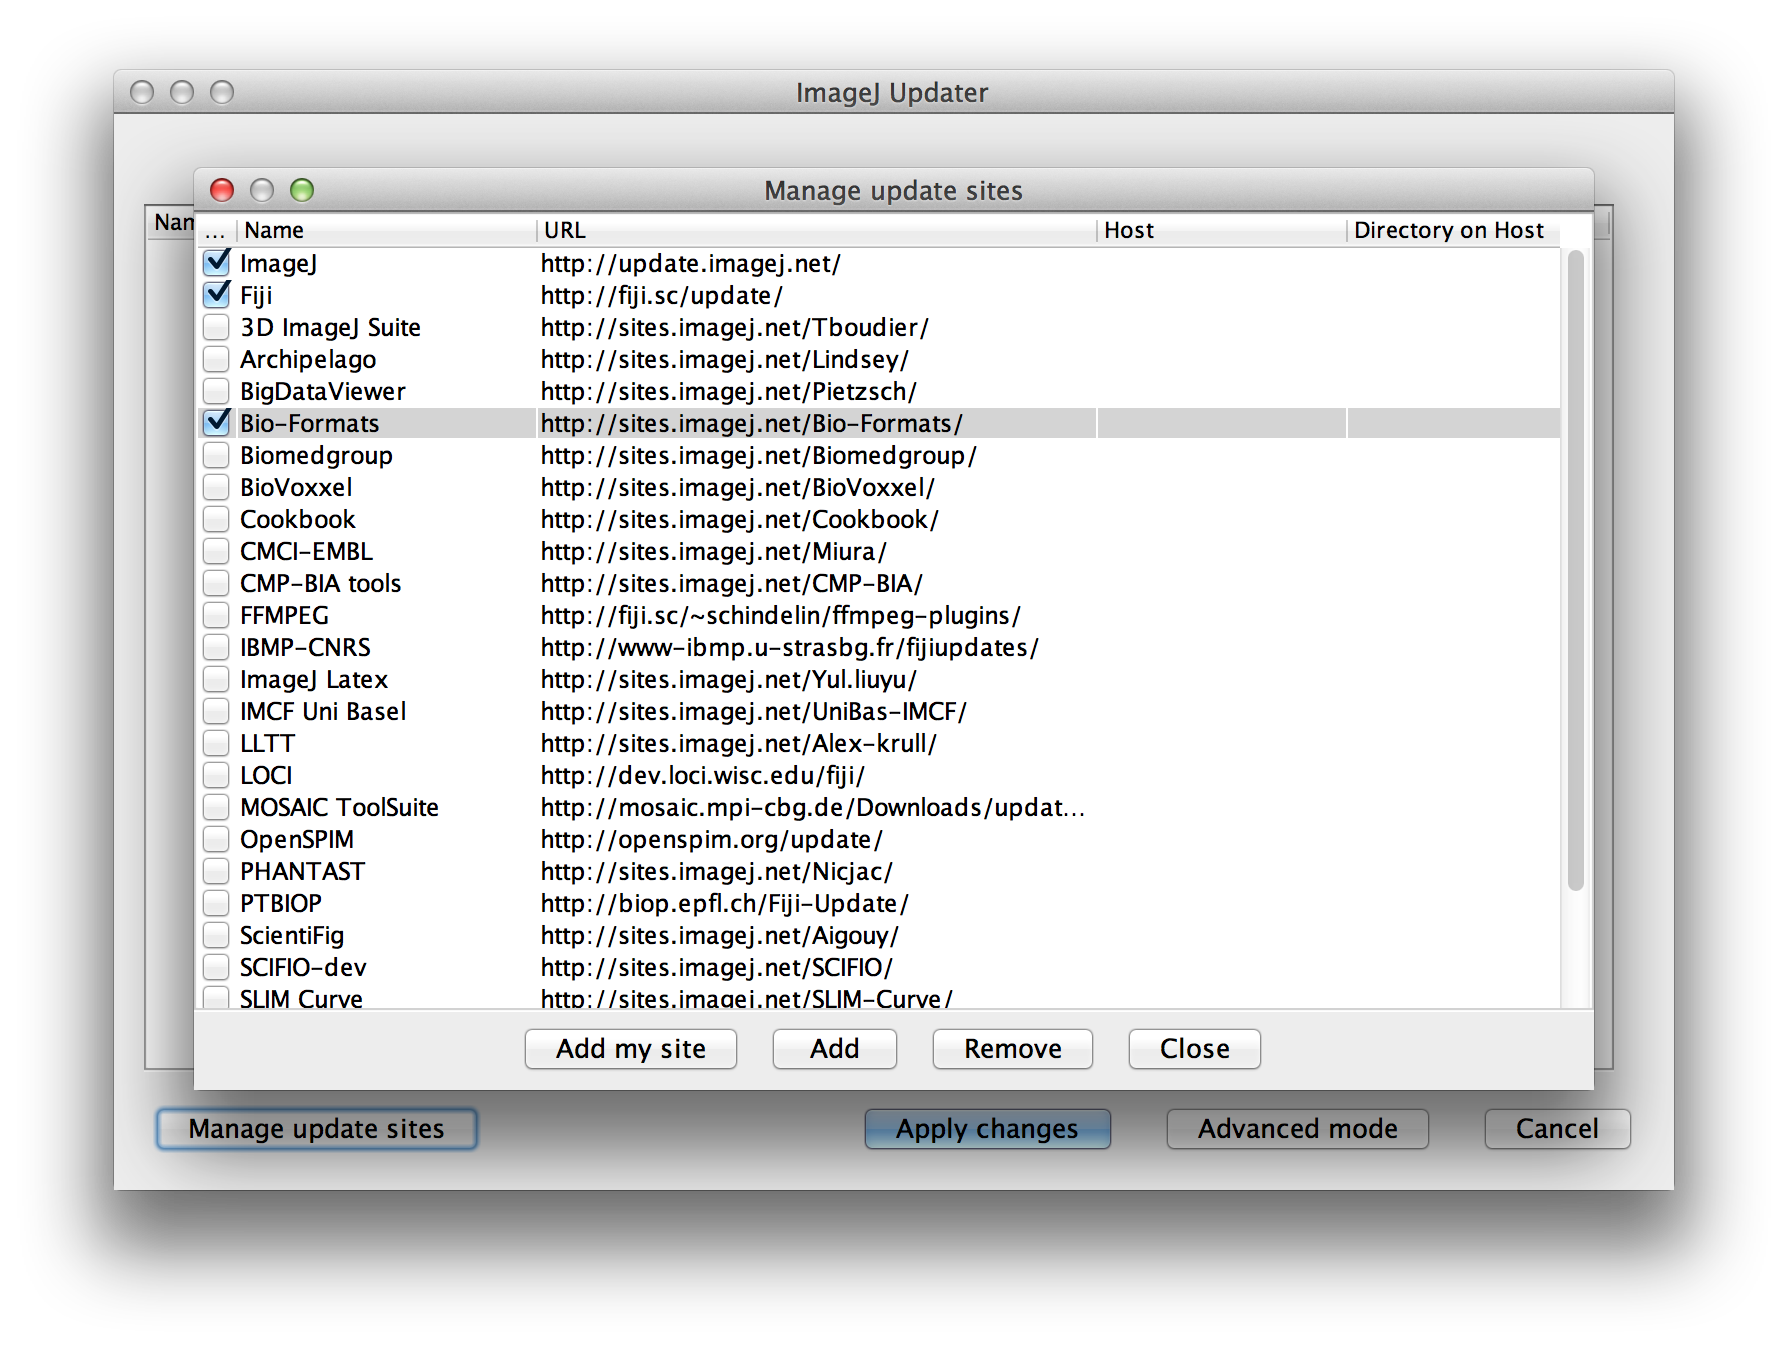 ImageJ Updater
Manage update sites
Nam
... Name URL Host Directory on Host
ImageJ http://update.imagej.net/
Fiji http://fiji.sc/update/
3D ImageJ Suite http://sites.imagej.net/Tboudier/
Archipelago http://sites.imagej.net/Lindsey/
BigDataViewer http://sites.imagej.net/Pietzsch/
Bio-Formats http://sites.imagej.net/Bio-Formats/
Biomedgroup http://sites.imagej.net/Biomedgroup/
BioVoxxel http://sites.imagej.net/BioVoxxel/
Cookbook http://sites.imagej.net/Cookbook/
CMCI-EMBL http://sites.imagej.net/Miura/
CMP-BIA tools http://sites.imagej.net/CMP-BIA/
FFMPEG http://fiji.sc/~schindelin/ffmpeg-plugins/
IBMP-CNRS http://www-ibmp.u-strasbg.fr/fijiupdates/
ImageJ Latex http://sites.imagej.net/Yul.liuyu/
IMCF Uni Basel http://sites.imagej.net/UniBas-IMCF/
LLTT http://sites.imagej.net/Alex-krull/
LOCI http://dev.loci.wisc.edu/fiji/
MOSAIC ToolSuite http://mosaic.mpi-cbg.de/Downloads/updat...
OpenSPIM http://openspim.org/update/
PHANTAST http://sites.imagej.net/Nicjac/
PTBIOP http://biop.epfl.ch/Fiji-Update/
ScientiFig http://sites.imagej.net/Aigouy/
SCIFIO-dev http://sites.imagej.net/SCIFIO/
SLIM Curve http://sites.imagej.net/SLIM-Curve/
Add my site Add Remove Close
Manage update sites Apply changes Advanced mode Cancel